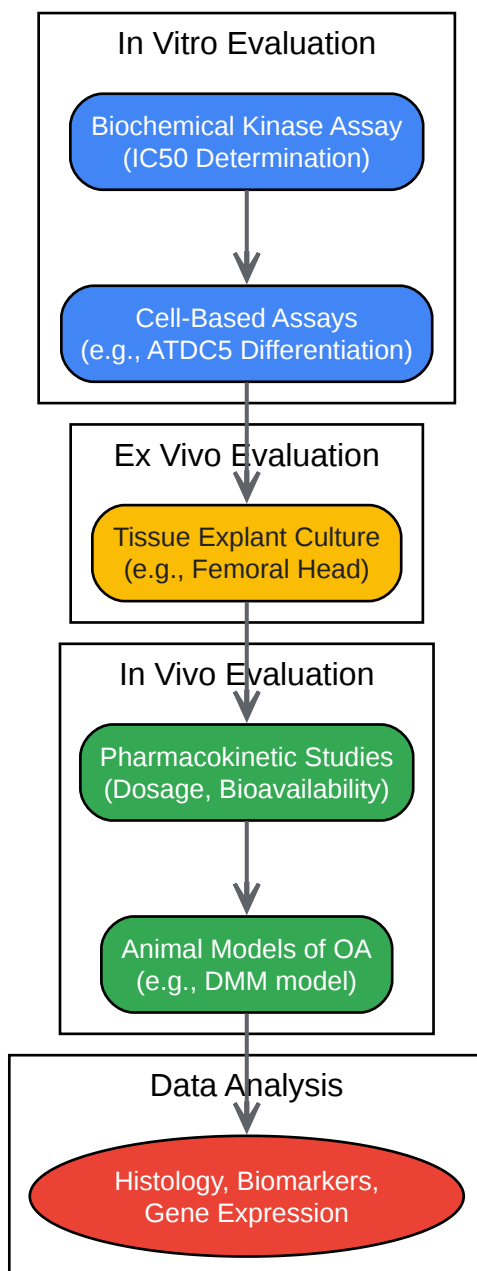 In Vitro Evaluation
Biochemical Kinase Assay
(IC50 Determination)
Cell-Based Assays
(e.g., ATDC5 Differentiation)
Ex Vivo Evaluation
Tissue Explant Culture
(e.g., Femoral Head)
In Vivo Evaluation
Pharmacokinetic Studies
(Dosage, Bioavailability)
Animal Models of OA
(e.g., DMM model)
Data Analysis
Histology, Biomarkers,
Gene Expression